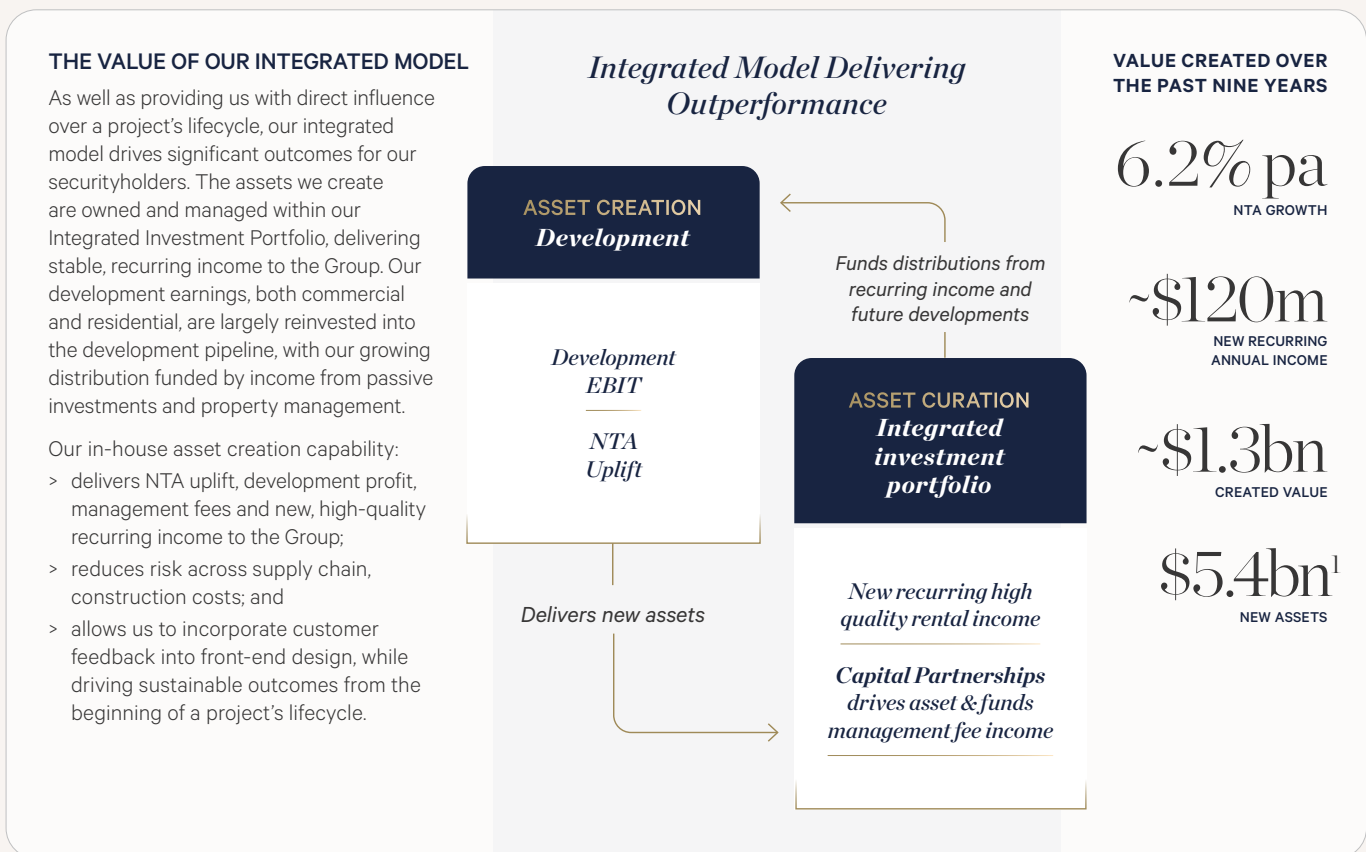 THE VALUE OF OUR INTEGRATED MODEL
As well as providing us with direct influence
over a project's lifecycle, our integrated
model drives significant outcomes for our
securityholders. The assets we create
are owned and managed within our
Integrated Investment Portfolio, delivering
stable, recurring income to the Group. Our
development earnings, both commercial
and residential, are largely reinvested into
the development pipeline, with our growing
distribution funded by income from passive
investments and property management.
Our in-house asset creation capability:
> delivers NTA uplift, development profit,
management fees and new, high-quality
recurring income to the Group;
> reduces risk across supply chain,
construction costs; and
> allows us to incorporate customer
feedback into front-end design, while
driving sustainable outcomes from the
beginning of a project's lifecycle.
Integrated Model Delivering
Outperformance
ASSET CREATION
Development
Development
EBIT
NTA
Uplift
Delivers new assets
Funds distributions from
recurring income and
future developments
ASSET CURATION
Integrated
investment
portfolio
New recurring high
quality rental income
Capital Partnerships
drives asset & funds
management fee income
VALUE CREATED OVER
THE PAST NINE YEARS
6.2% pa
NTA GROWTH
~$120m
NEW RECURRING
ANNUAL INCOME
~$1.3bn
CREATED VALUE
$5.4bn¹
NEW ASSETS